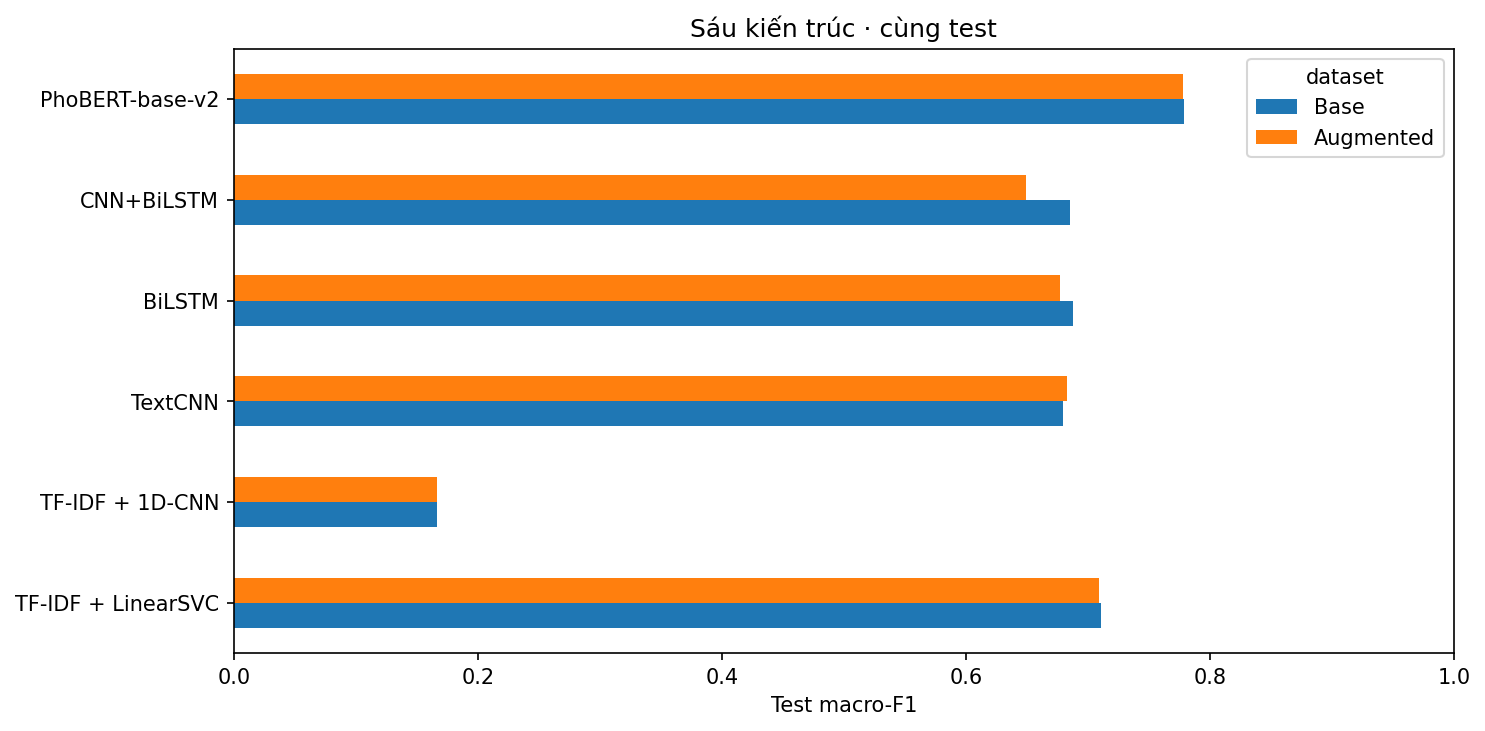 Sáu kiến trúc · cùng test
dataset
Base
Augmented
PhoBERT-base-v2
CNN+BiLSTM
BiLSTM
TextCNN
TF-IDF + 1D-CNN
TF-IDF + LinearSVC
0.0 0.2 0.4 0.6 0.8 1.0
Test macro-F1